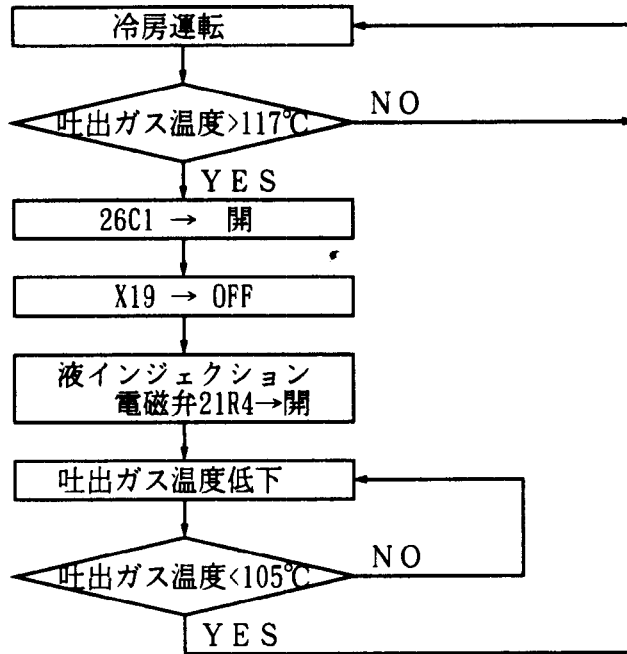 冷房運転
吐出ガス温度>117℃
NO
YES
26C1 → 開
X19 → OFF
液インジェクション
電磁弁21R4→開
吐出ガス温度低下
吐出ガス温度<105℃
NO
YES